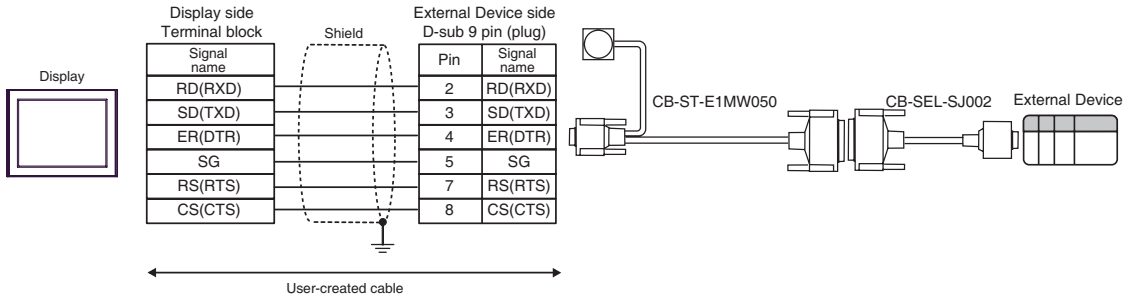 Display side
Terminal block
Shield
External Device side
D-sub 9 pin (plug)
Display
Signal name
Pin
Signal name
RD(RXD) 2 RD(RXD)
SD(TXD) 3 SD(TXD)
ER(DTR) 4 ER(DTR)
SG 5 SG
RS(RTS) 7 RS(RTS)
CS(CTS) 8 CS(CTS)
CB-ST-E1MW050
CB-SEL-SJ002
External Device
User-created cable